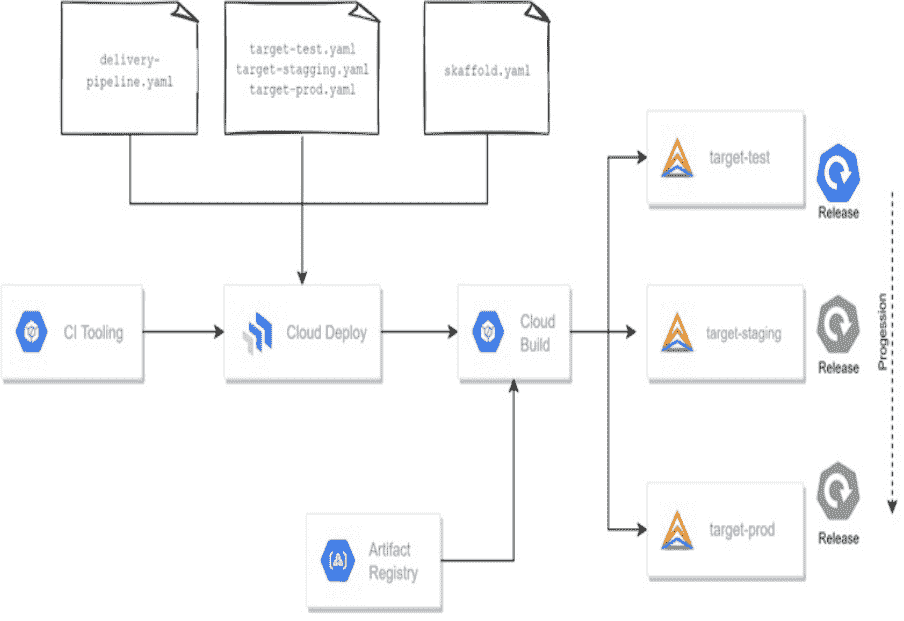 delivery-
pipeline.yaml
target-test.yaml
target-stagging.yaml
target-prod.yaml
skaffold.yaml
target-test
Release
CI Tooling
Cloud Deploy
Cloud
Build
target-staging
Release
Progession
target-prod
Release
Artifact
Registry